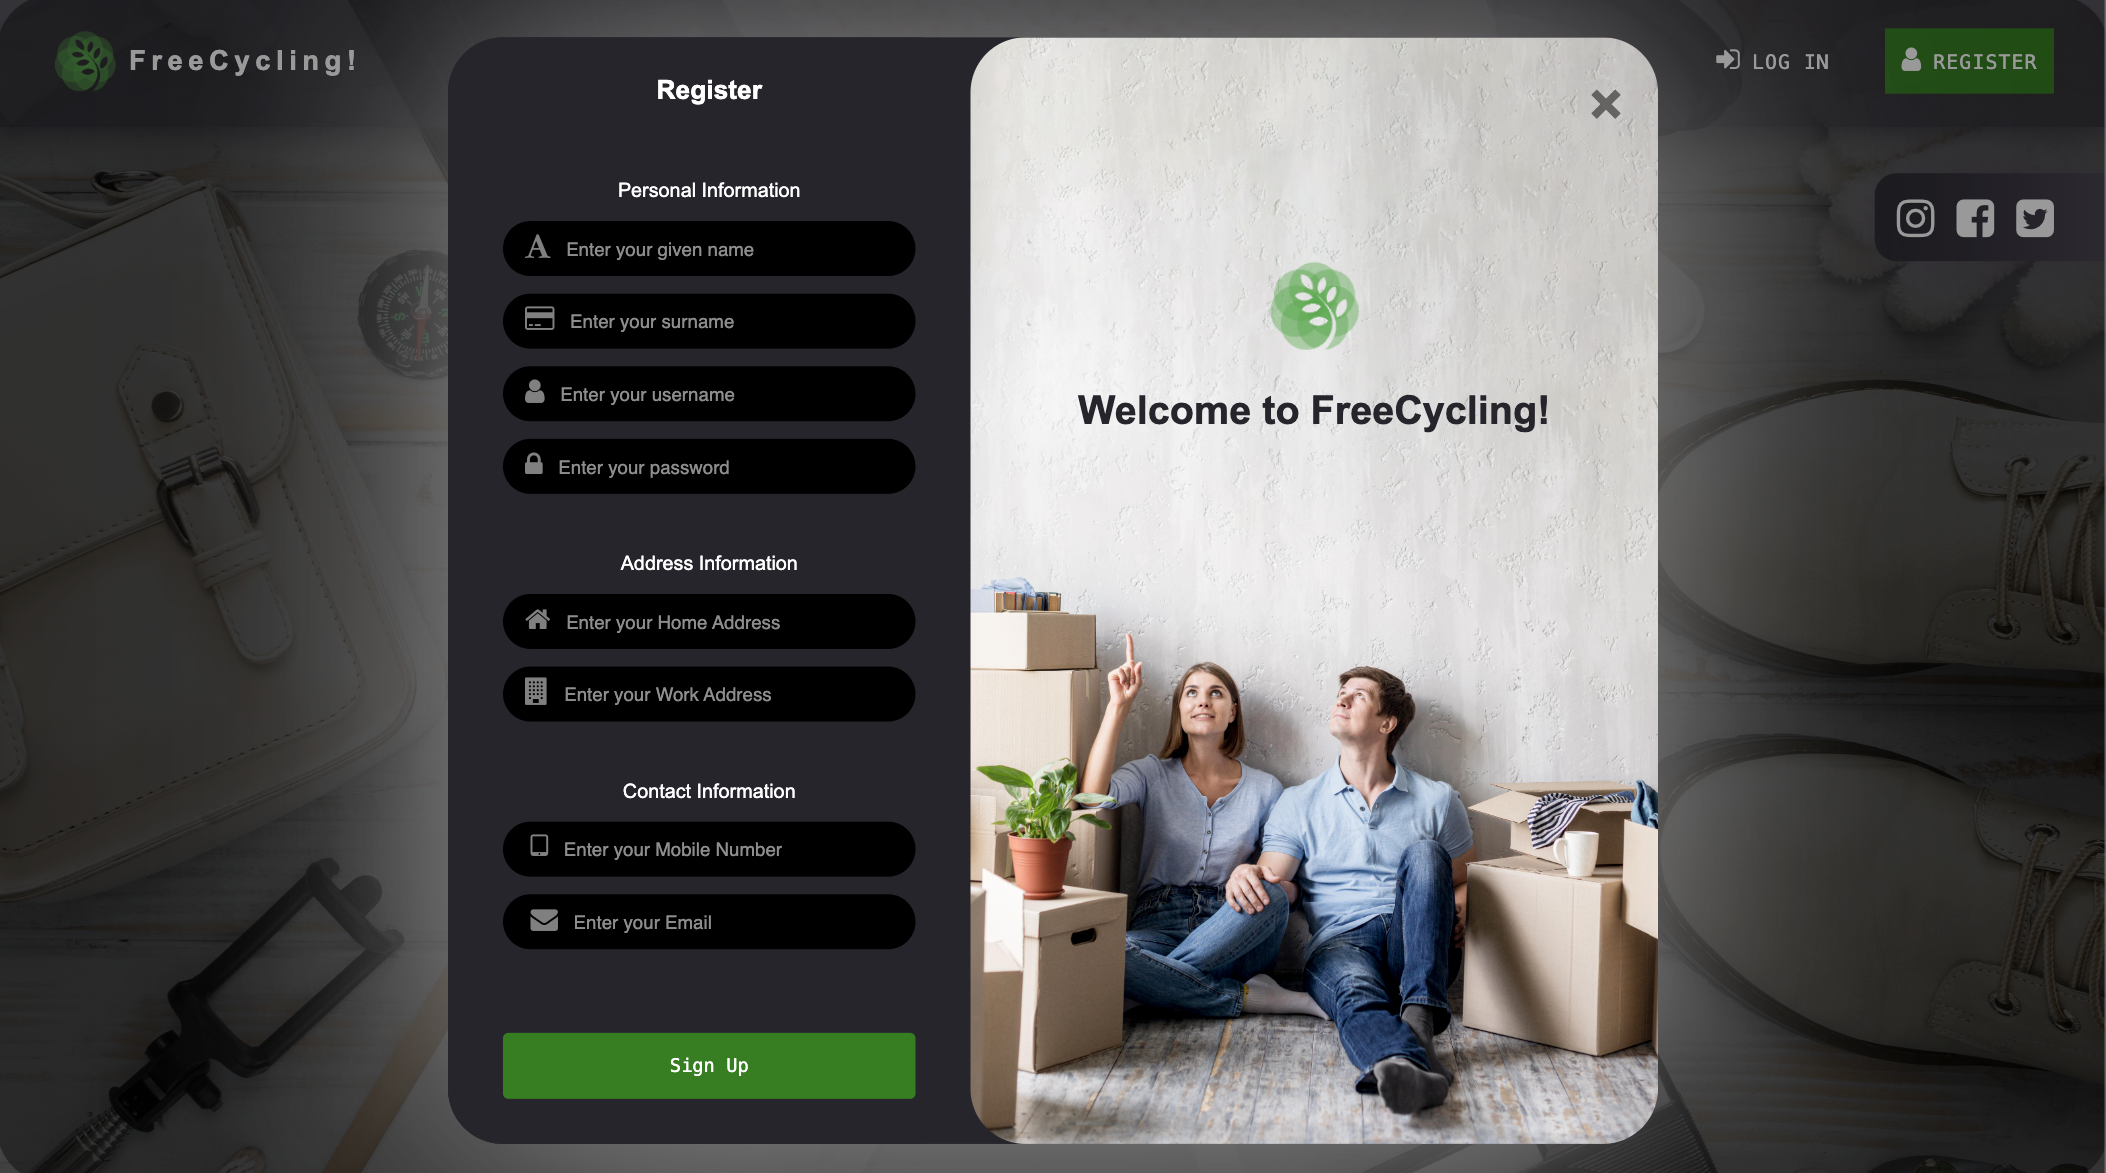 FreeCycling!
LOG IN
REGISTER
Register
Personal Information
Enter your given name
Enter your surname
Enter your username
Enter your password
Address Information
Enter your Home Address
Enter your Work Address
Contact Information
Enter your Mobile Number
Enter your Email
Sign Up
Welcome to FreeCycling!